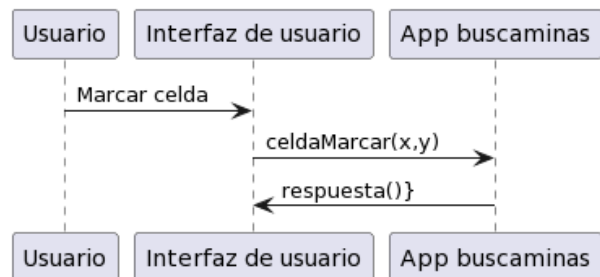 Usuario Interfaz de usuario App buscaminas
Marcar celda
celdaMarcar(x,y)
respuesta()}
Usuario Interfaz de usuario App buscaminas